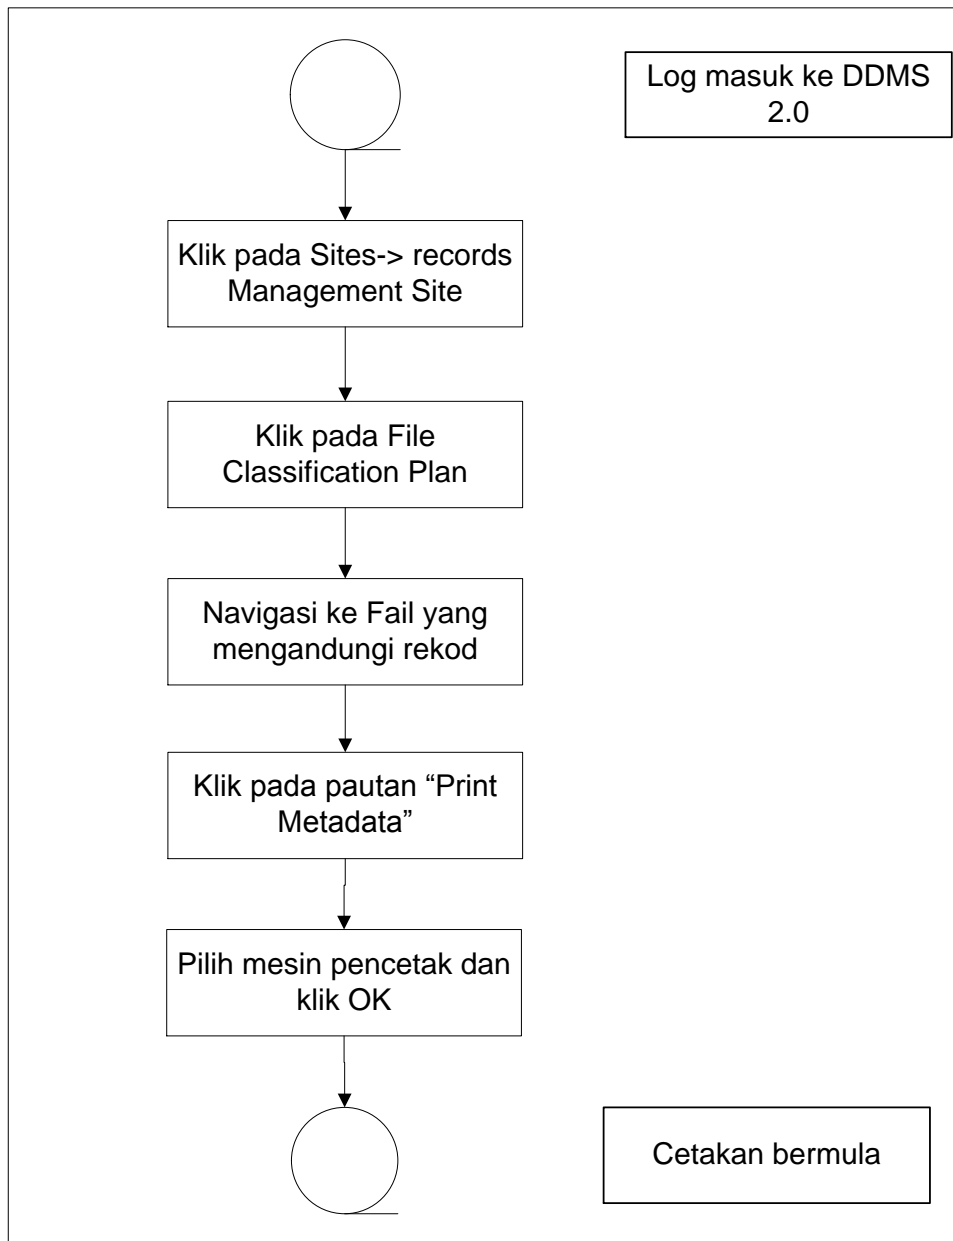 Log masuk ke DDMS
2.0
Klik pada Sites-> records
Management Site
Klik pada File
Classification Plan
Navigasi ke Fail yang
mengandungi rekod
Klik pada pautan “Print
Metadata”
Pilih mesin pencetak dan
klik OK
Cetakan bermula